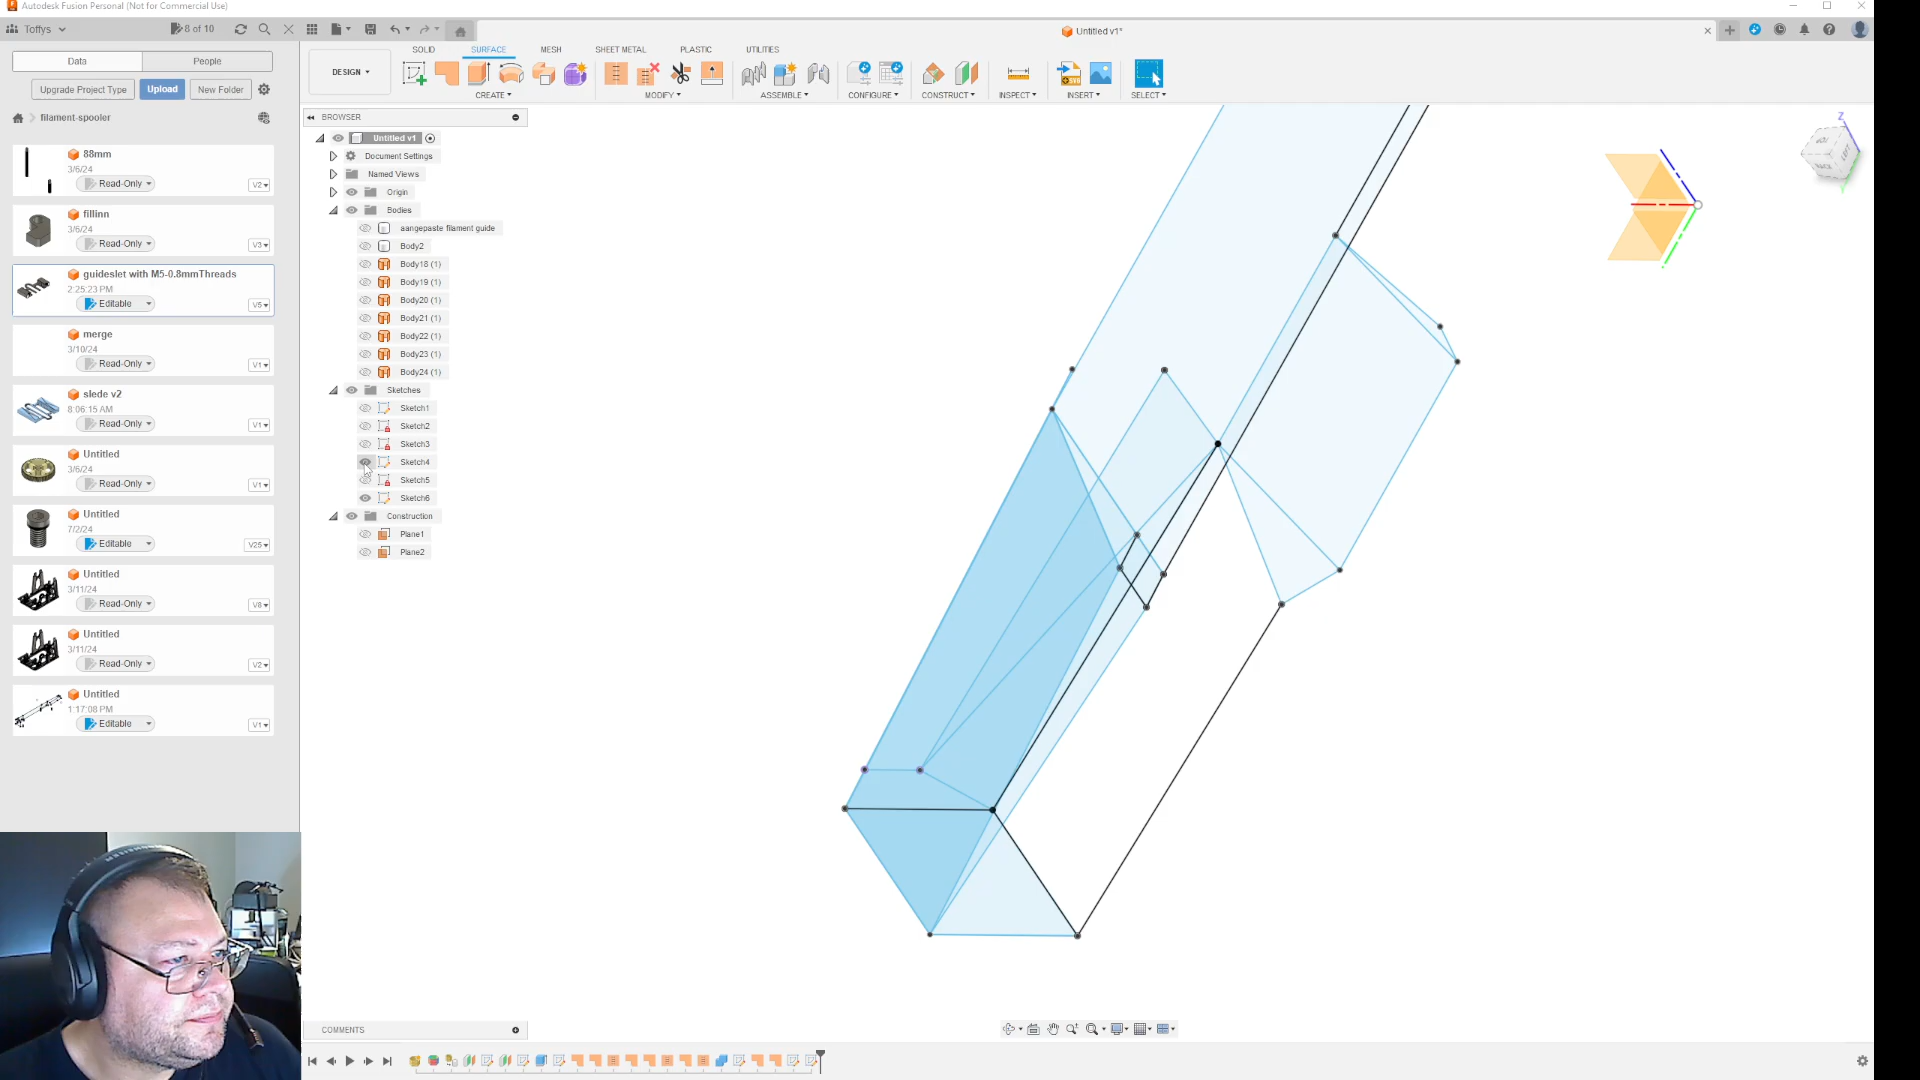 Autodesk Fusion Personal (Not for Commercial Use)
Toffys
8 of 10
Untitled v1*
Data
People
Upgrade Project Type
Upload
New Folder
filament-spooler
88mm
3/6/24
Read-Only
V2
fillinn
3/6/24
Read-Only
V3
guideslet with M5-0.8mmThreads
2:25:23 PM
Editable
V5
merge
3/10/24
Read-Only
V1
slede v2
8:06:15 AM
Read-Only
V1
Untitled
3/6/24
Read-Only
V1
Untitled
7/2/24
Editable
V25
Untitled
3/11/24
Read-Only
V8
Untitled
3/11/24
Read-Only
V2
Untitled
1:17:08 PM
Editable
V1
DESIGN
SOLID
SURFACE
MESH
SHEET METAL
PLASTIC
UTILITIES
CREATE
MODIFY
ASSEMBLE
CONFIGURE
CONSTRUCT
INSPECT
INSERT
SELECT
BROWSER
Untitled v1
Document Settings
Named Views
Origin
Bodies
aangepaste filament guide
Body2
Body18 (1)
Body19 (1)
Body20 (1)
Body21 (1)
Body22 (1)
Body23 (1)
Body24 (1)
Sketches
Sketch1
Sketch2
Sketch3
Sketch4
Sketch5
Sketch6
Construction
Plane1
Plane2
Z
COMMENTS